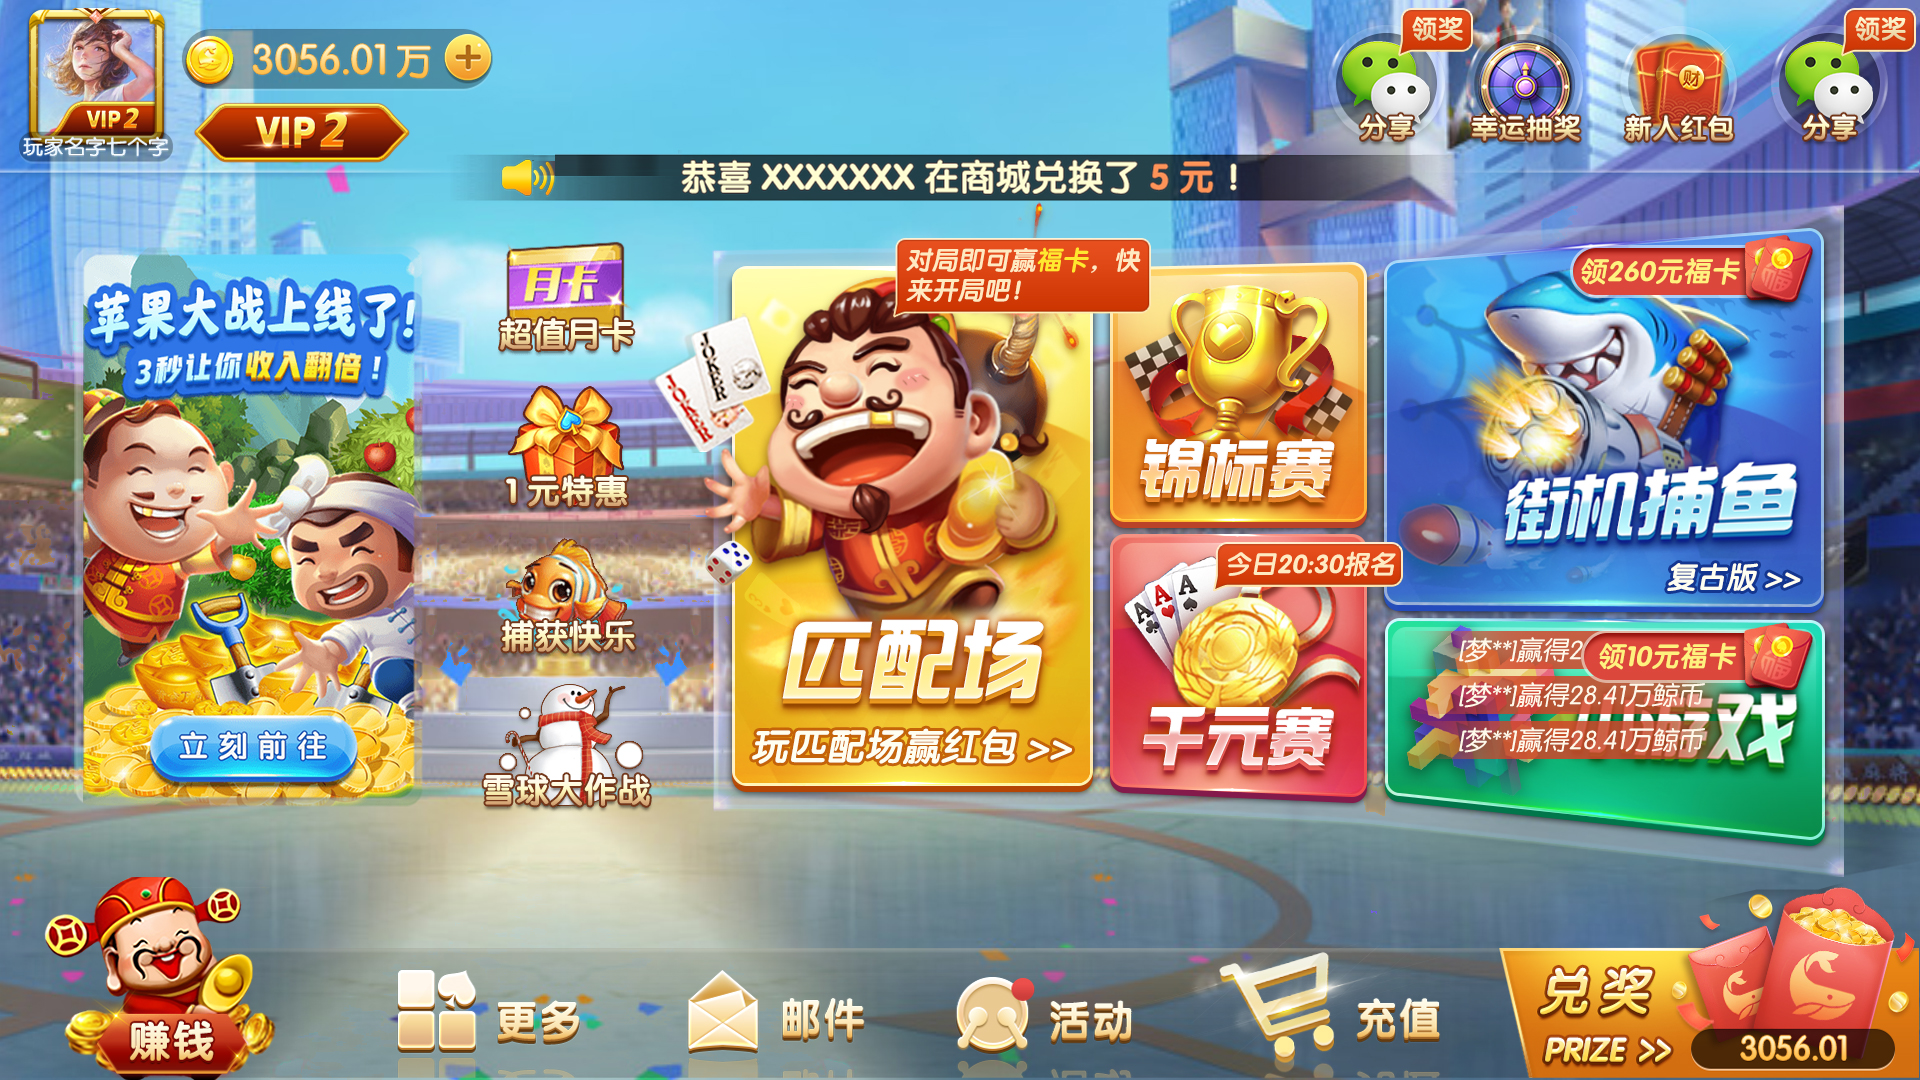 3056.01万
VIP 2
玩家名字七个字
VIP 2
领奖
分享
幸运抽奖
财
新人红包
领奖
分享
恭喜 XXXXXXX 在商城兑换了 5 元 !
苹果大战上线了!
3秒让你收入翻倍!
立刻前往
月卡
超值月卡
1元特惠
捕获快乐
雪球大作战
对局即可赢福卡，快
来开局吧!
JOKER
JOKER
匹配场
玩匹配场赢红包 >>
锦标赛
今日20:30报名
A
A
A
千元赛
领260元福卡
街机捕鱼
复古版 >>
[梦**]赢得2
领10元福卡
[梦**]赢得28.41万鲸币
[梦**]赢得28.41万鲸币
戏
赚钱
更多
邮件
活动
充值
兑奖
PRIZE >>
3056.01